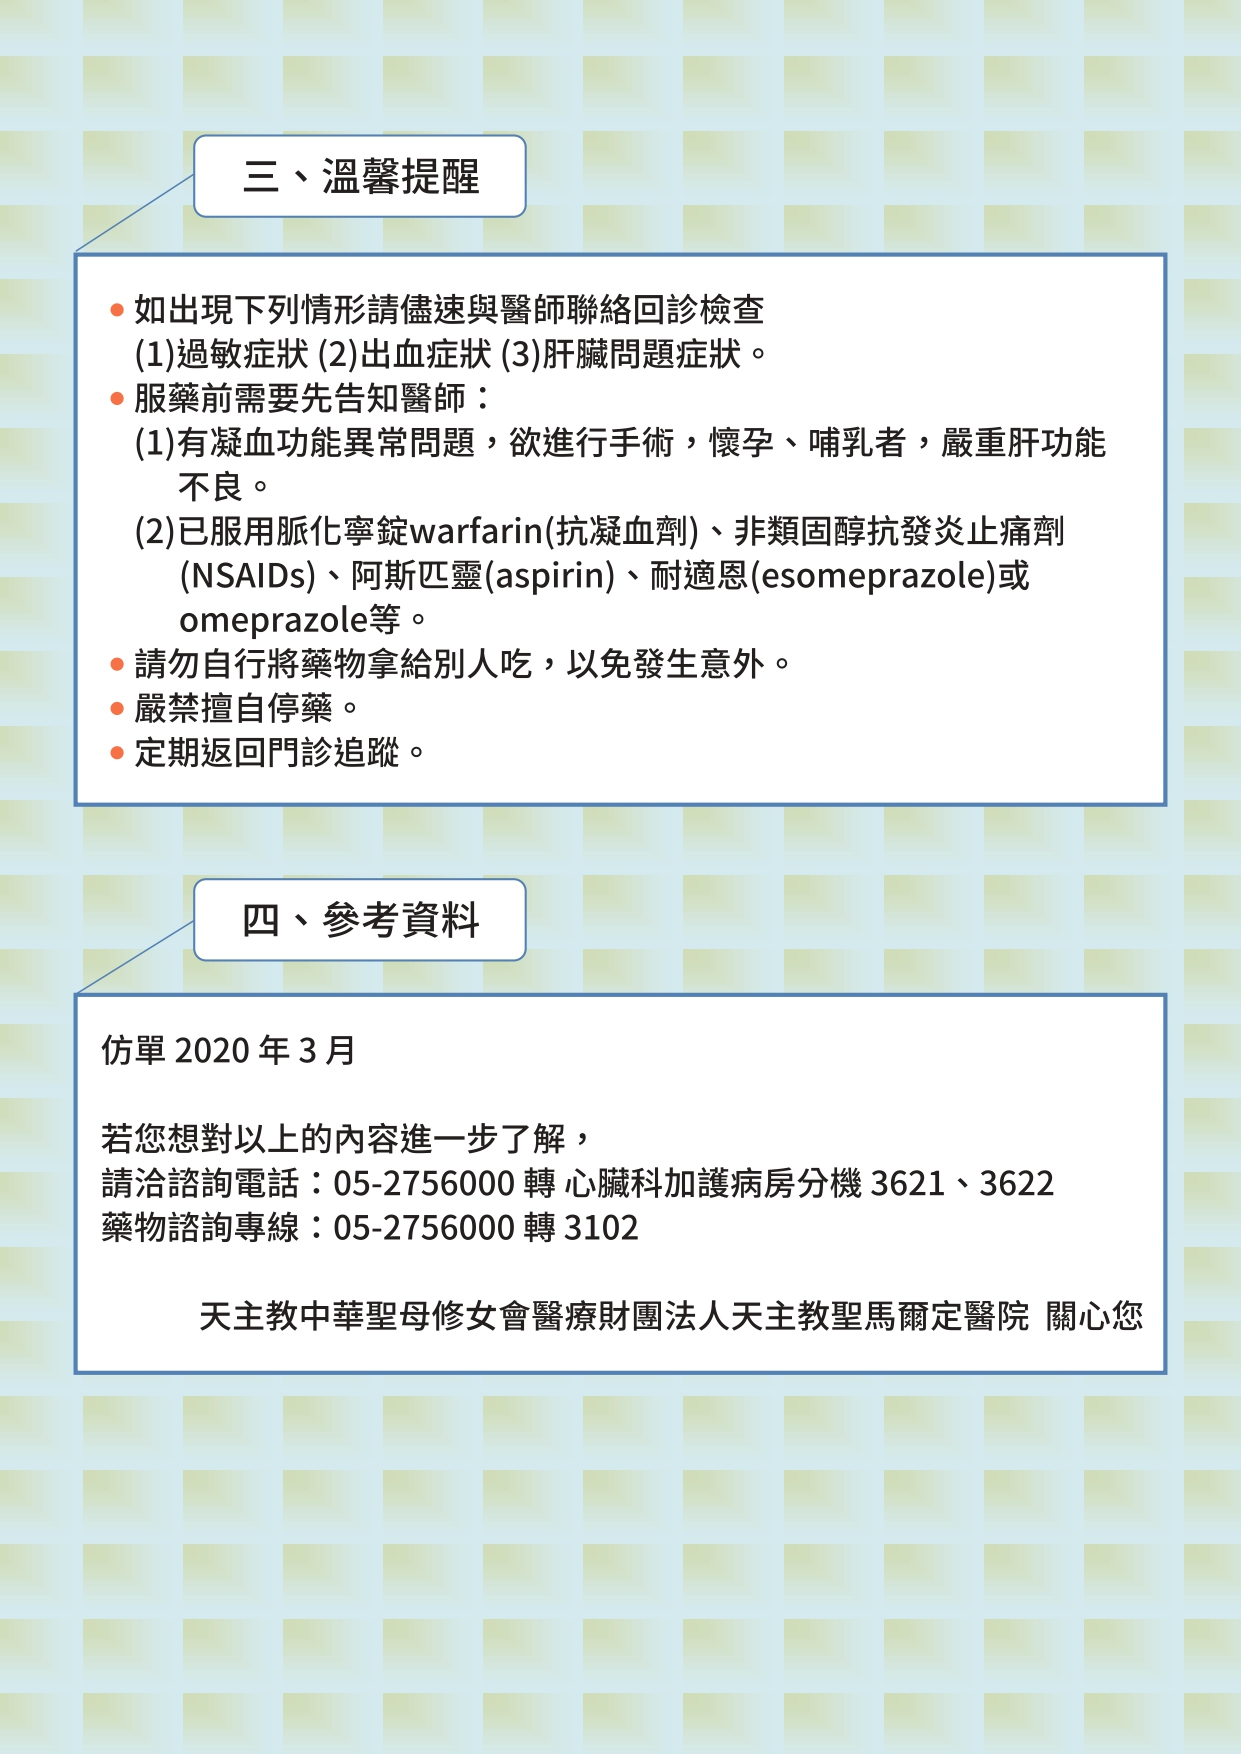 三、溫馨提醒
•如出現下列情形請儘速與醫師聯絡回診檢查
(1)過敏症狀 (2)出血症狀 (3)肝臟問題症狀。
•服藥前需要先告知醫師：
(1)有凝血功能異常問題，欲進行手術，懷孕、哺乳者，嚴重肝功能
不良。
(2)已服用脈化寧錠warfarin(抗凝血劑)、非類固醇抗發炎止痛劑
(NSAIDs)、阿斯匹靈(aspirin)、耐適恩(esomeprazole)或
omeprazole等。
•請勿自行將藥物拿給別人吃，以免發生意外。
•嚴禁擅自停藥。
•定期返回門診追蹤。
四、參考資料
仿單 2020 年 3 月
若您想對以上的內容進一步了解，
請洽諮詢電話：05-2756000 轉 心臟科加護病房分機 3621、3622
藥物諮詢專線：05-2756000 轉 3102
天主教中華聖母修女會醫療財團法人天主教聖馬爾定醫院 關心您